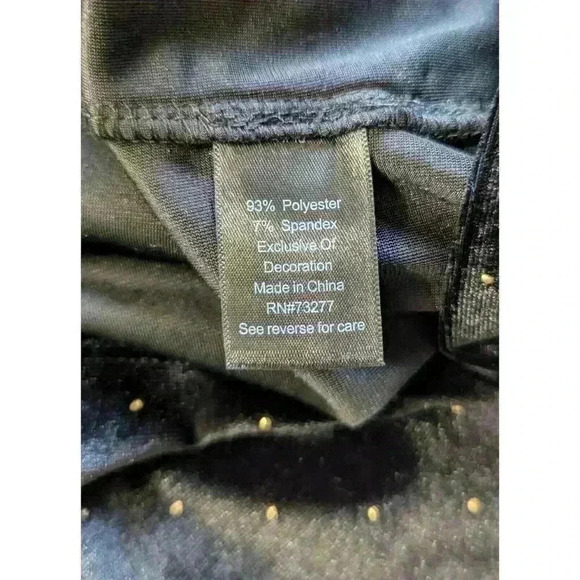 93% Polyester
7% Spandex
Exclusive Of
Decoration
Made in China
RN#73277
See reverse for care